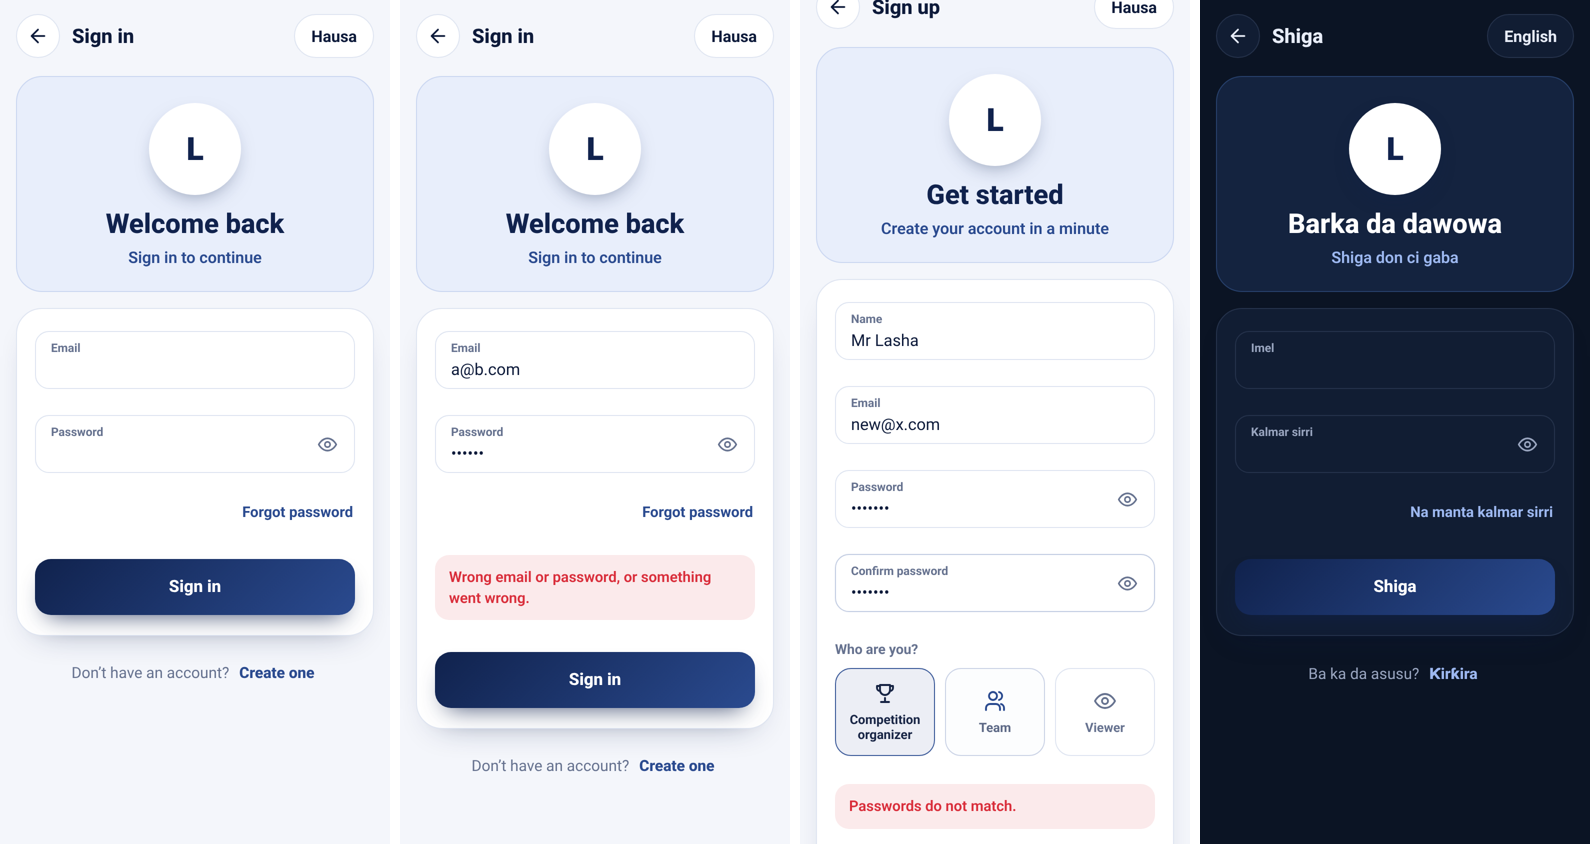 Sign in
Hausa
L
Welcome back
Sign in to continue
Email
Password
Forgot password
Sign in
Don’t have an account? Create one
Sign in
Hausa
L
Welcome back
Sign in to continue
Email
a@b.com
Password
••••••
Forgot password
Wrong email or password, or something
went wrong.
Sign in
Don’t have an account? Create one
Sign up
Hausa
L
Get started
Create your account in a minute
Name
Mr Lasha
Email
new@x.com
Password
•••••••
Confirm password
•••••••
Who are you?
Competition
organizer
Team
Viewer
Passwords do not match.
Shiga
English
L
Barka da dawowa
Shiga don ci gaba
Imel
Kalmar sirri
Na manta kalmar sirri
Shiga
Ba ka da asusu? Ƙirƙira